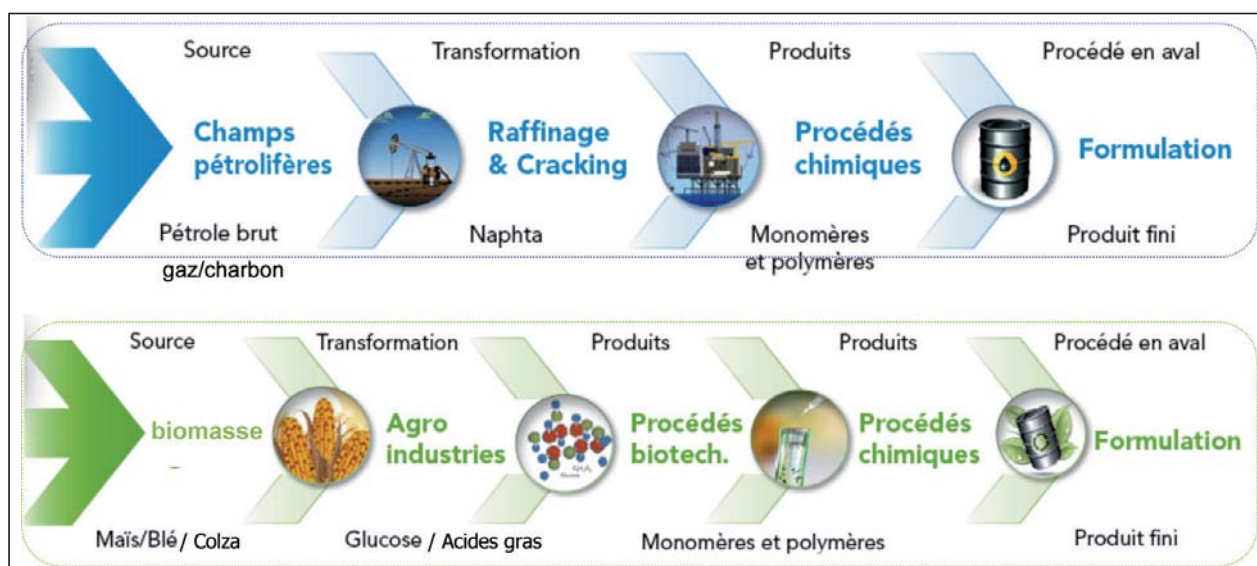 Source
Transformation
Produits
Procédé en aval
Champs
pétrolifères
Raffinage
& Cracking
Procédés
chimiques
Formulation
Pétrole brut
gaz/charbon
Naphta
Monomères
et polymères
Produit fini
Source
Transformation
Produits
Produits
Procédé en aval
biomasse
Agro
industries
Procédés
biotech.
Procédés
chimiques
Formulation
Maïs/Blé / Colza
Glucose / Acides gras
Monomères et polymères
Produit fini